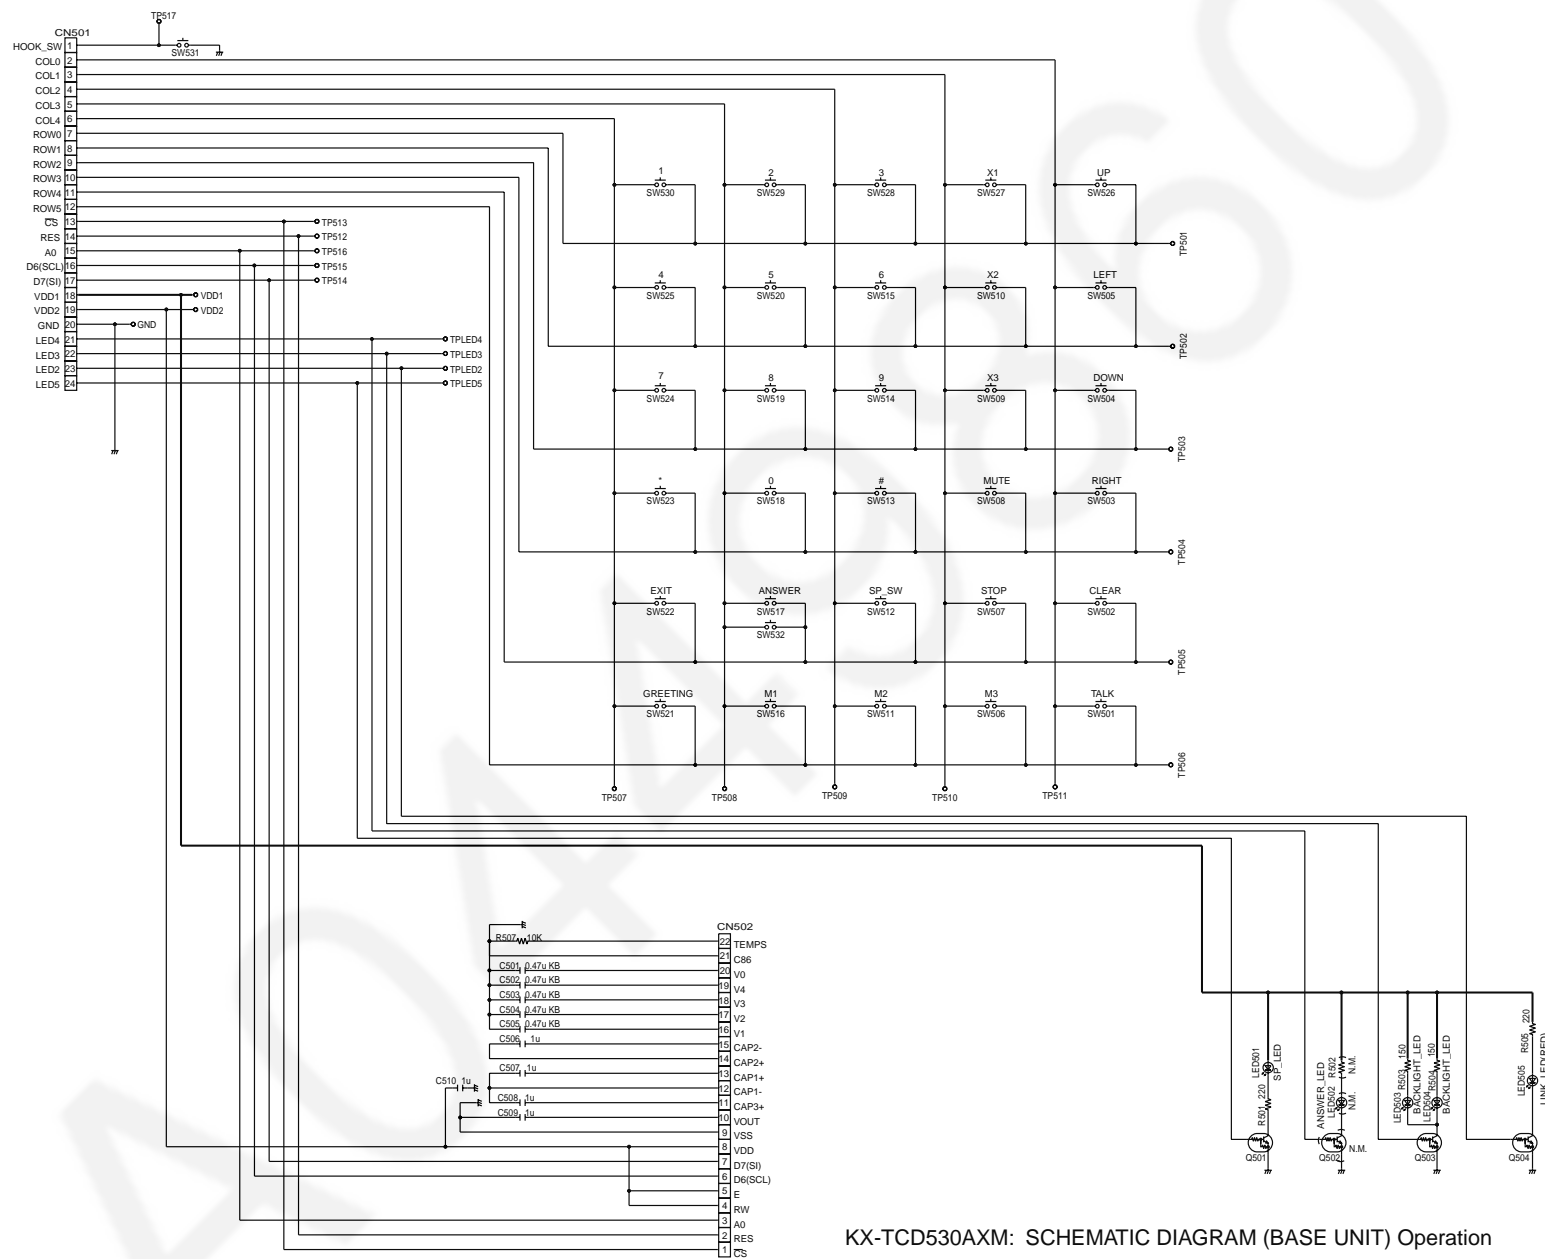 TP517
CN501
HOOK_SW 1
SW531
COL0 2
COL1 3
COL2 4
COL3 5
COL4 6
ROW0 7
ROW1 8
ROW2 9
ROW3 10
ROW4 11
ROW5 12
CS 13 TP513
RES 14 TP512
A0 15 TP516
D6(SCL) 16 TP515
D7(SI) 17 TP514
VDD1 18 VDD1
VDD2 19 VDD2
GND 20 GND
LED4 21 TPLED4
LED3 22 TPLED3
LED2 23 TPLED2
LED5 24 TPLED5
1 2 3 X1 UP
SW530 SW529 SW528 SW527 SW526
TP501
4 5 6 X2 LEFT
SW525 SW520 SW515 SW510 SW505
TP502
7 8 9 X3 DOWN
SW524 SW519 SW514 SW509 SW504
TP503
* 0 # MUTE RIGHT
SW523 SW518 SW513 SW508 SW503
TP504
EXIT ANSWER SP_SW STOP CLEAR
SW522 SW517 SW512 SW507 SW502
SW532
TP505
GREETING M1 M2 M3 TALK
SW521 SW516 SW511 SW506 SW501
TP506
TP507 TP508 TP509 TP510 TP511
CN502
R507 10K 22 TEMPS
21 C86
C501 0.47u KB 20 V0
C502 0.47u KB 19 V4
C503 0.47u KB 18 V3
C504 0.47u KB 17 V2
C505 0.47u KB 16 V1
C506 1u 15 CAP2-
14 CAP2+
C507 1u 13 CAP1+
C510 1u 12 CAP1-
C508 1u 11 CAP3+
C509 1u 10 VOUT
9 VSS
8 VDD
7 D7(SI)
6 D6(SCL)
5 E
4 RW
3 A0
2 RES
1 CS
LED501
SP_LED
R501 220
Q501
ANSWER_LED
LED502
R502
N.M.
N.M.
Q502
N.M.
R503 150
LED503
BACKLIGHT_LED
R504 150
LED504
BACKLIGHT_LED
Q503
R505 220
LED505
Q504
KX-TCD530AXM: SCHEMATIC DIAGRAM (BASE UNIT) Operation
40449860